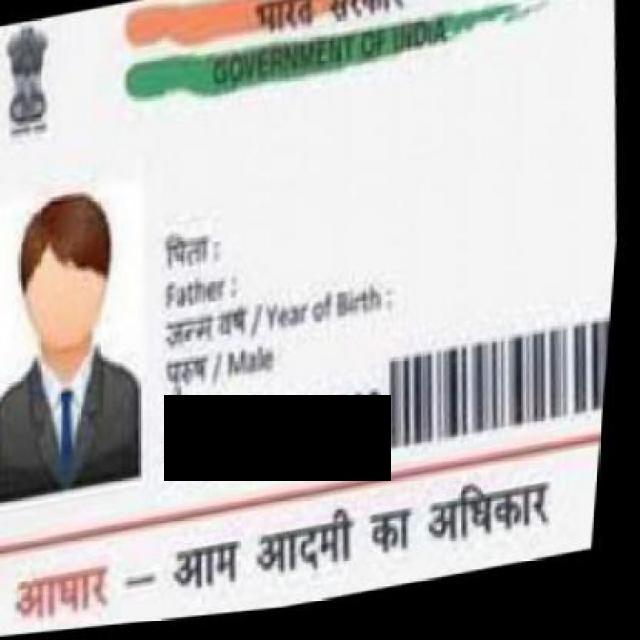 भारत सरकार
GOVERNMENT OF INDIA
पिता :
Father :
जन्म वर्ष / Year of Birth :
पुरुष / Male
आधार – आम आदमी का अधिकार